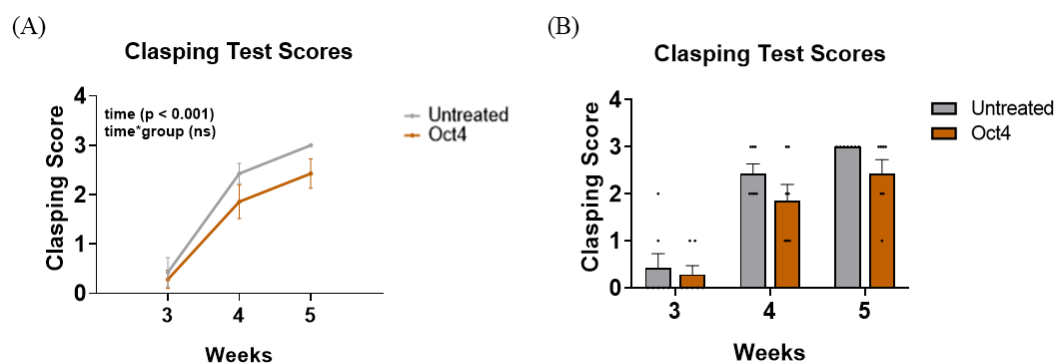 (A)
Clasping Test Scores
time (p < 0.001)
time*group (ns)
Untreated
Oct4
Clasping Score
4
3
2
1
0
3 4 5
Weeks
(B)
Clasping Test Scores
Untreated
Oct4
Clasping Score
4
3
2
1
0
3 4 5
Weeks